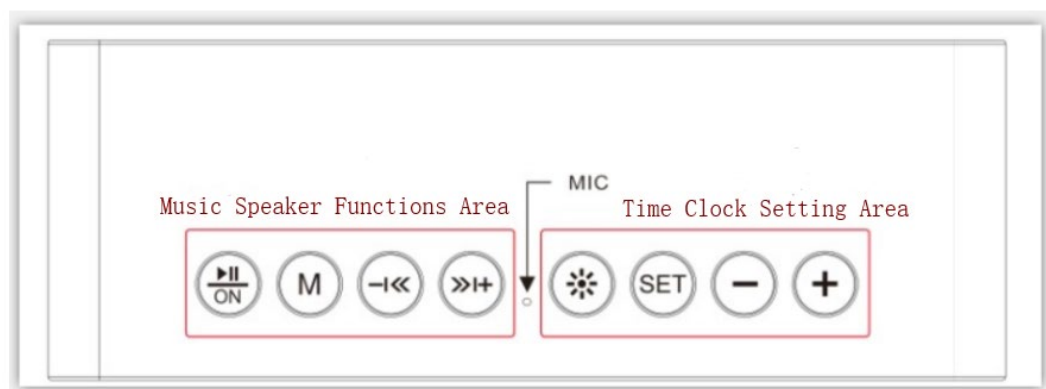 MIC
Music Speaker Functions Area
Time Clock Setting Area
ON
M
SET